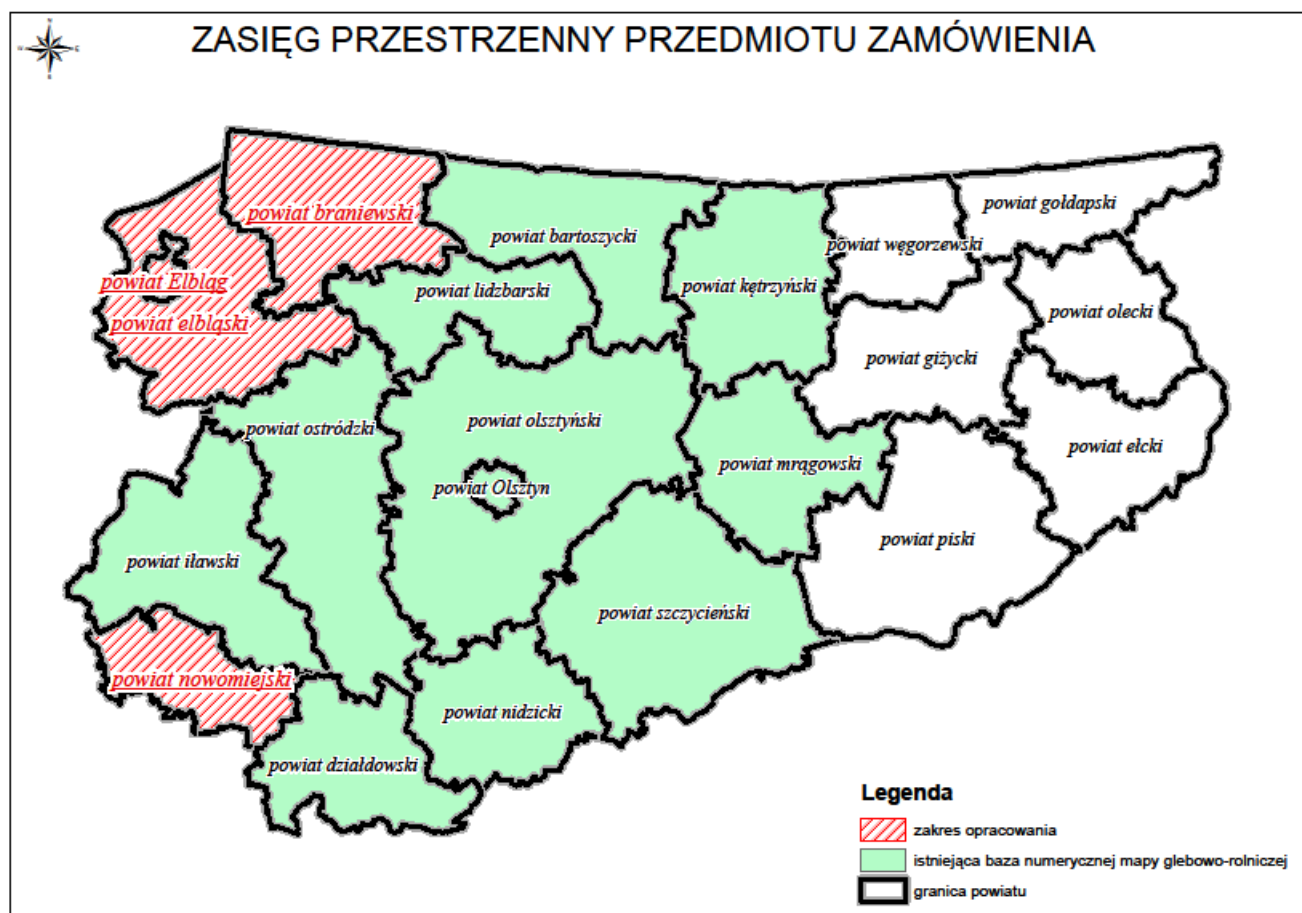 ZASIĘG PRZESTRZENNY PRZEDMIOTU ZAMÓWIENIA
N
W
E
S
powiat braniewski
powiat gołdapski
powiat bartoszycki
powiat węgorzewski
powiat Elbląg
powiat lidzbarski
powiat kętrzyński
powiat olecki
powiat elbląski
powiat giżycki
powiat ostródzki
powiat olsztyński
powiat ełcki
powiat mrągowski
powiat Olsztyn
powiat piski
powiat iławski
powiat szczycieński
powiat nowomiejski
powiat nidzicki
powiat działdowski
Legenda
zakres opracowania
istniejąca baza numerycznej mapy glebowo-rolniczej
granica powiatu